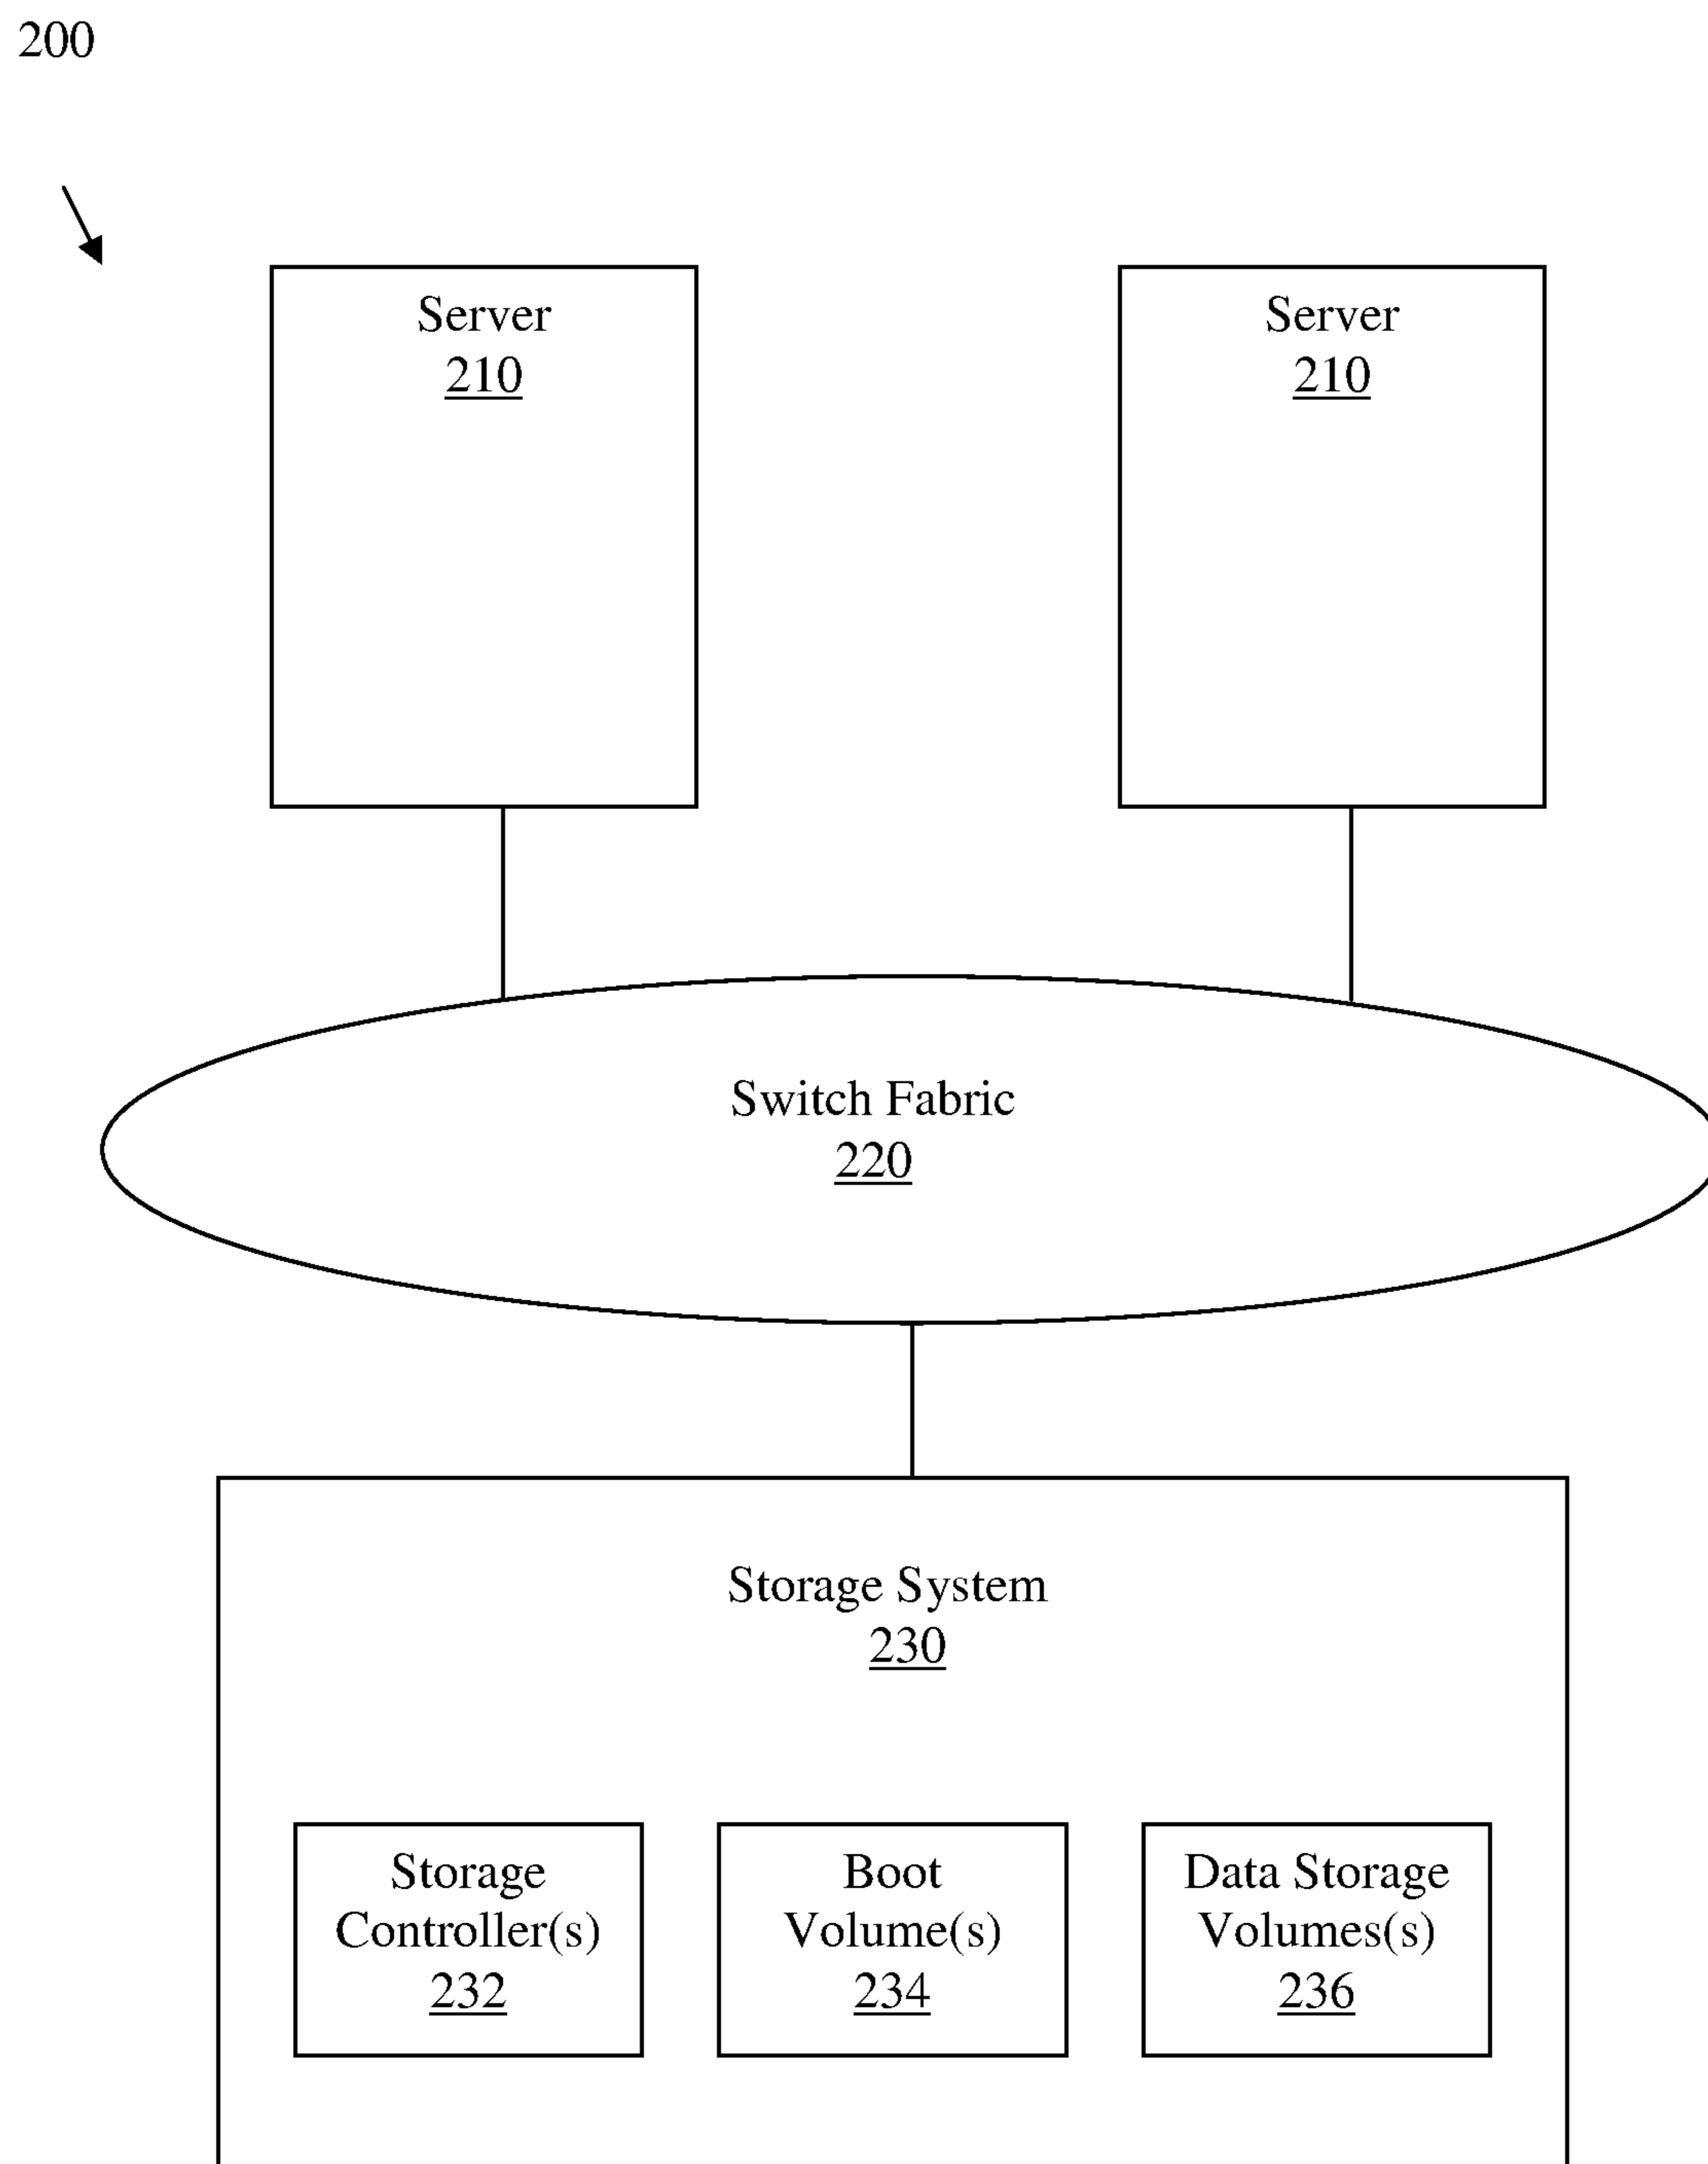 200
Server
210
Server
210
Switch Fabric
220
Storage System
230
Storage
Controller(s)
232
Boot
Volume(s)
234
Data Storage
Volumes(s)
236